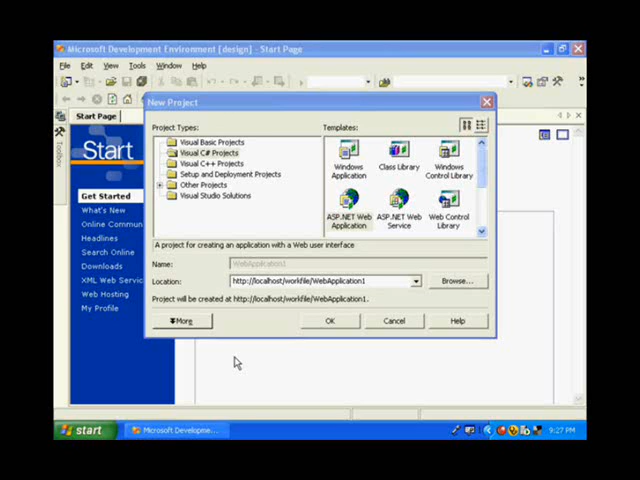 Microsoft Development Environment [design] - Start Page
File Edit View Tools Window Help
Start Page
Toolbox
Start
Get Started
What's New
Online Commun
Headlines
Search Online
Downloads
XML Web Servic
Web Hosting
My Profile
New Project
Project Types:
Templates:
Visual Basic Projects
Visual C# Projects
Visual C++ Projects
Setup and Deployment Projects
Other Projects
Visual Studio Solutions
Windows Application
Class Library
Windows Control Library
ASP.NET Web Application
ASP.NET Web Service
Web Control Library
A project for creating an application with a Web user interface
Name:
WebApplication1
Location:
http://localhost/workfile/WebApplication1
Browse...
Project will be created at http://localhost/workfile/WebApplication1.
More
OK
Cancel
Help
start
Microsoft Developme...
9:27 PM